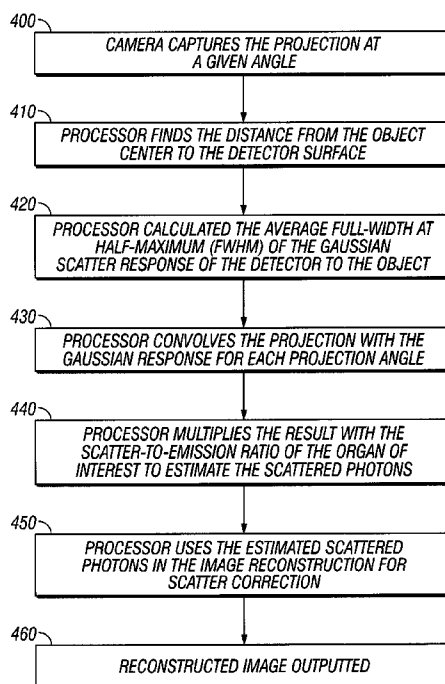 400
CAMERA CAPTURES THE PROJECTION AT
A GIVEN ANGLE
410
PROCESSOR FINDS THE DISTANCE FROM THE OBJECT
CENTER TO THE DETECTOR SURFACE
420
PROCESSOR CALCULATED THE AVERAGE FULL-WIDTH AT
HALF-MAXIMUM (FWHM) OF THE GAUSSIAN
SCATTER RESPONSE OF THE DETECTOR TO THE OBJECT
430
PROCESSOR CONVOLVES THE PROJECTION WITH THE
GAUSSIAN RESPONSE FOR EACH PROJECTION ANGLE
440
PROCESSOR MULTIPLIES THE RESULT WITH THE
SCATTER-TO-EMISSION RATIO OF THE ORGAN OF
INTEREST TO ESTIMATE THE SCATTERED PHOTONS
450
PROCESSOR USES THE ESTIMATED SCATTERED
PHOTONS IN THE IMAGE RECONSTRUCTION FOR
SCATTER CORRECTION
460
RECONSTRUCTED IMAGE OUTPUTTED